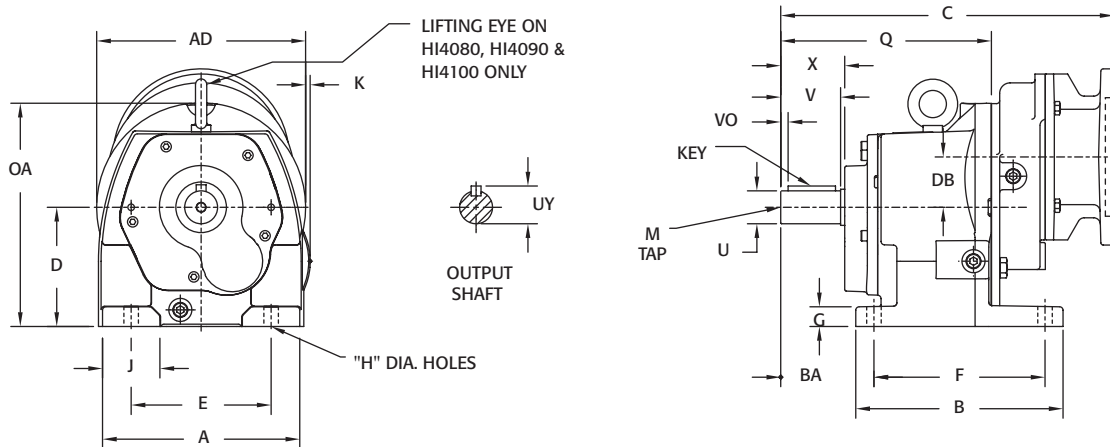 AD
LIFTING EYE ON
HI4080, HI4090 &
HI4100 ONLY
K
OA
D
J
E
A
"H" DIA. HOLES
UY
OUTPUT
SHAFT
C
Q
X
V
VO
KEY
DB
M
TAP
U
G
BA
F
B